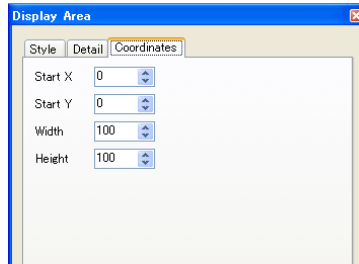 Display Area
Style Detail Coordinates
Start X 0
Start Y 0
Width 100
Height 100